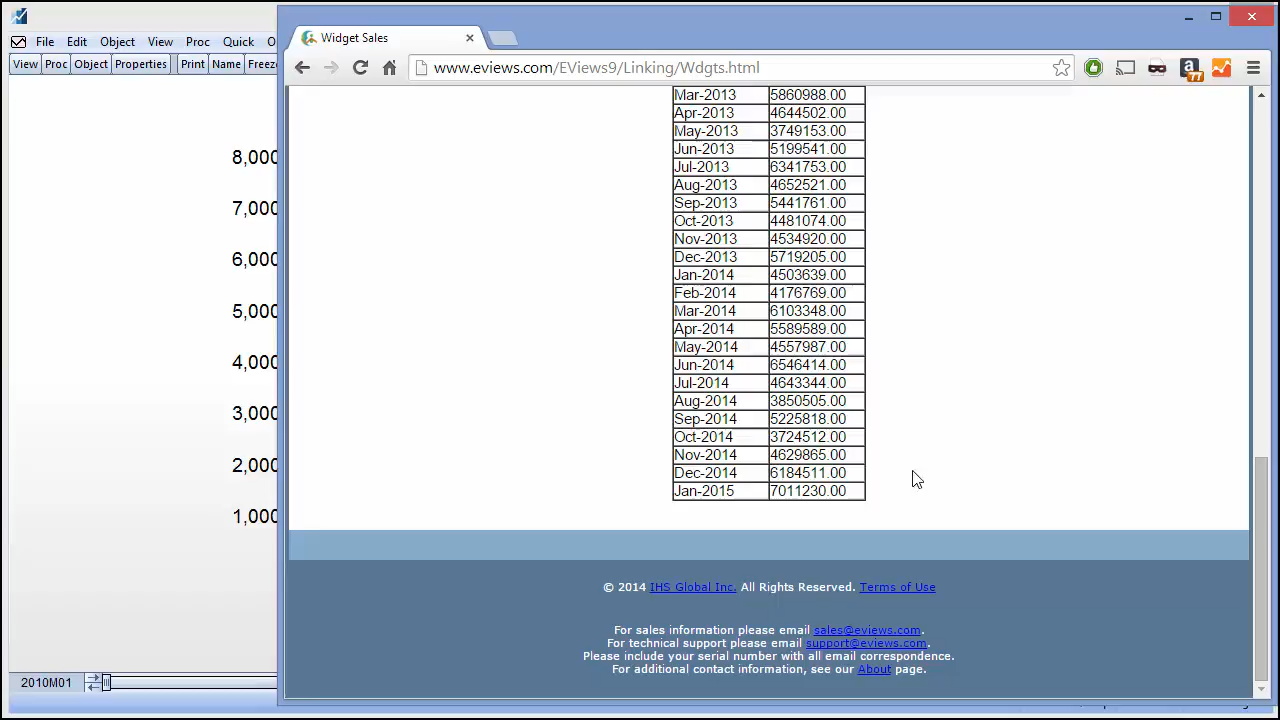 Widget Sales
File Edit Object View Proc Quick O
View Proc Object Properties Print Name Freeze
www.eviews.com/EViews9/Linking/Wdgts.html
77
8,000
7,000
6,000
5,000
4,000
3,000
2,000
1,000
2010M01
Mar-2013 5860988.00
Apr-2013 4644502.00
May-2013 3749153.00
Jun-2013 5199541.00
Jul-2013 6341753.00
Aug-2013 4652521.00
Sep-2013 5441761.00
Oct-2013 4481074.00
Nov-2013 4534920.00
Dec-2013 5719205.00
Jan-2014 4503639.00
Feb-2014 4176769.00
Mar-2014 6103348.00
Apr-2014 5589589.00
May-2014 4557987.00
Jun-2014 6546414.00
Jul-2014 4643344.00
Aug-2014 3850505.00
Sep-2014 5225818.00
Oct-2014 3724512.00
Nov-2014 4629865.00
Dec-2014 6184511.00
Jan-2015 7011230.00
© 2014 IHS Global Inc. All Rights Reserved. Terms of Use
For sales information please email sales@eviews.com.
For technical support please email support@eviews.com.
Please include your serial number with all email correspondence.
For additional contact information, see our About page.